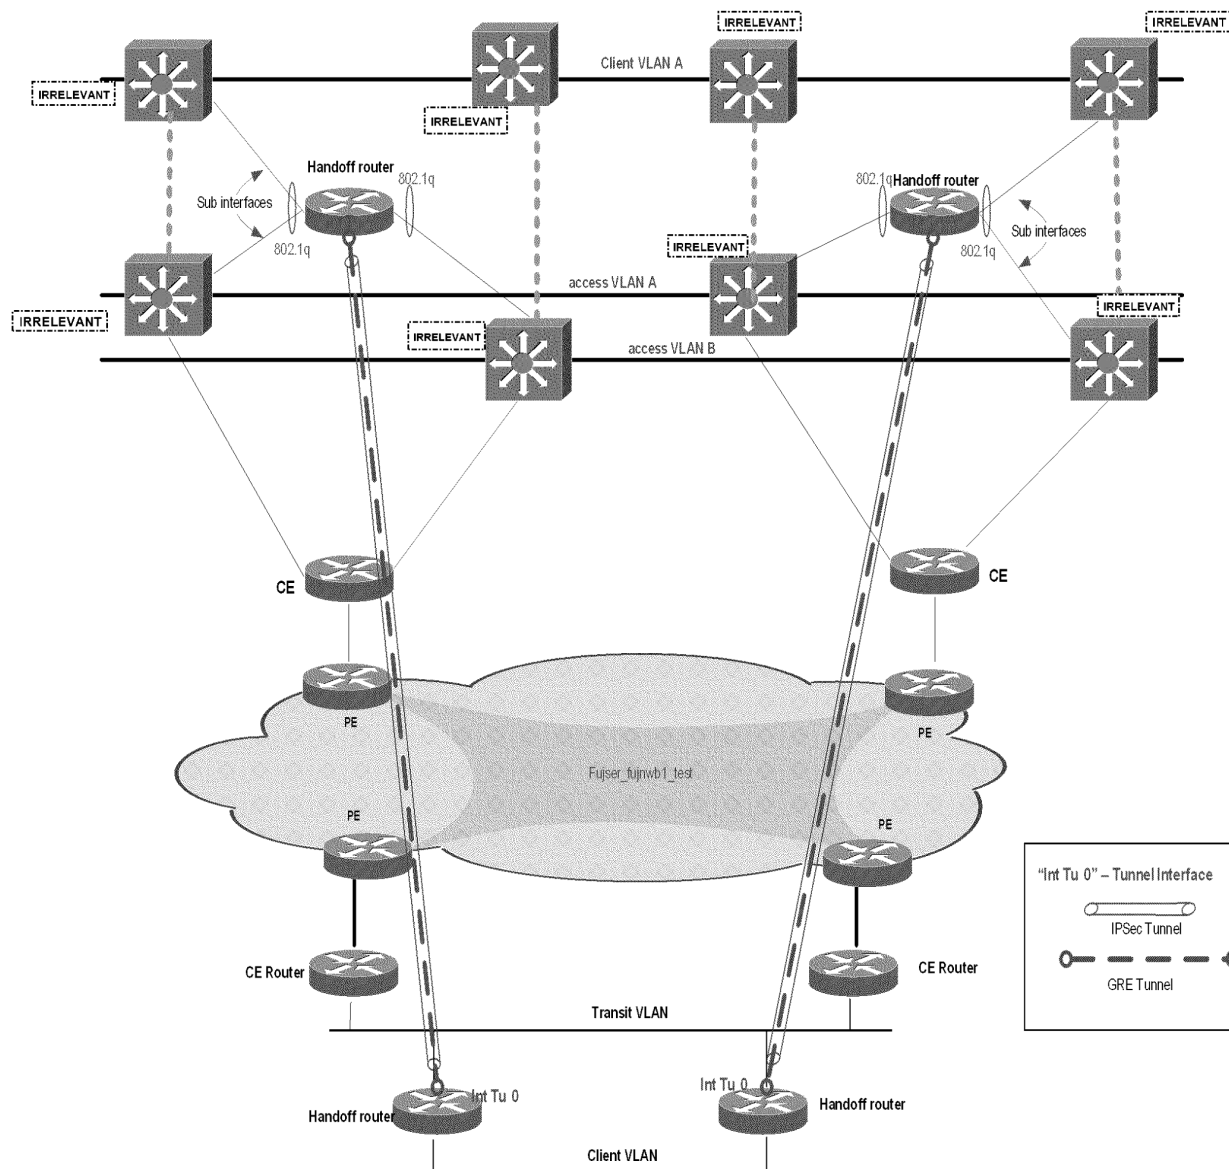 IRRELEVANT
IRRELEVANT
Client VLAN A
IRRELEVANT
IRRELEVANT
Handoff router
802.1q
802.1q
Handoff router
Sub interfaces
Sub interfaces
802.1q
IRRELEVANT
802.1q
access VLAN A
IRRELEVANT
IRRELEVANT
IRRELEVANT
access VLAN B
CE
CE
PE
PE
Fujser_fujnwb1_test
PE
PE
"Int Tu 0" – Tunnel Interface
IPSec Tunnel
GRE Tunnel
CE Router
CE Router
Transit VLAN
Int Tu 0
Int Tu 0
Handoff router
Handoff router
Client VLAN